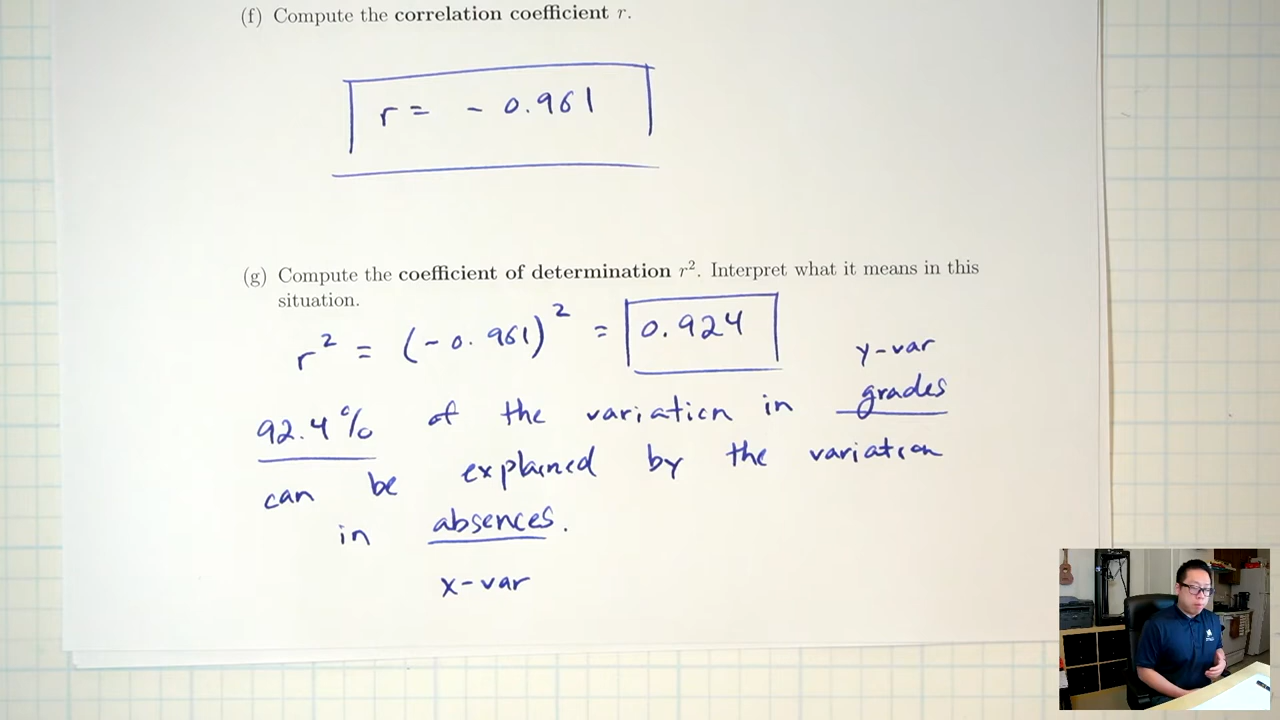 (f) Compute the correlation coefficient r.
r = - 0.961
(g) Compute the coefficient of determination r². Interpret what it means in this
situation.
r² = (-0.961)² = 0.924
y-var
92.4% of the variation in grades
can be explained by the variation
in absences.
x-var